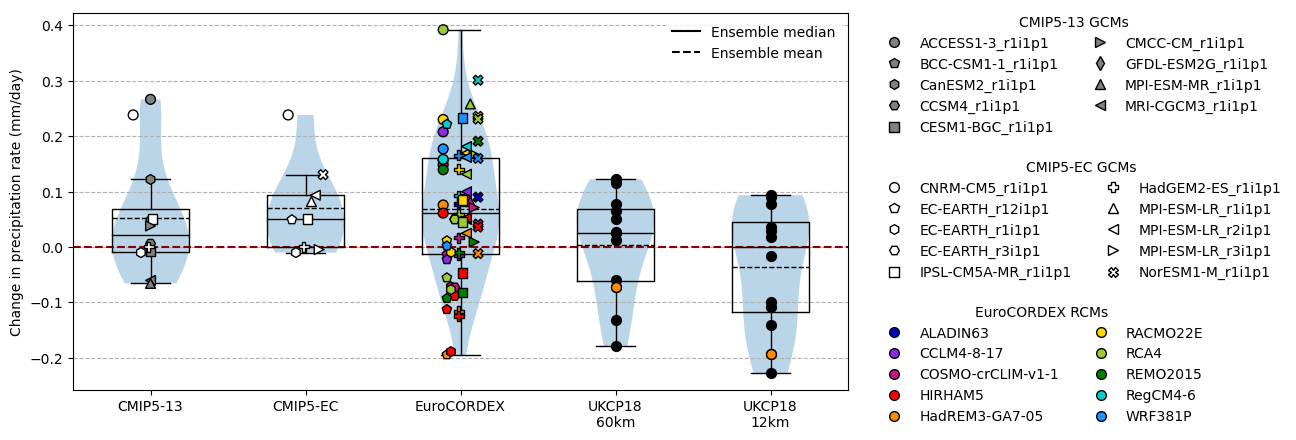 Change in precipitation rate (mm/day)
0.4
0.3
0.2
0.1
0.0
−0.1
−0.2
Ensemble median
Ensemble mean
CMIP5-13
CMIP5-EC
EuroCORDEX
UKCP18
60km
UKCP18
12km
CMIP5-13 GCMs
ACCESS1-3_r1i1p1
BCC-CSM1-1_r1i1p1
CanESM2_r1i1p1
CCSM4_r1i1p1
CESM1-BGC_r1i1p1
CMCC-CM_r1i1p1
GFDL-ESM2G_r1i1p1
MPI-ESM-MR_r1i1p1
MRI-CGCM3_r1i1p1
CMIP5-EC GCMs
CNRM-CM5_r1i1p1
EC-EARTH_r12i1p1
EC-EARTH_r1i1p1
EC-EARTH_r3i1p1
IPSL-CM5A-MR_r1i1p1
HadGEM2-ES_r1i1p1
MPI-ESM-LR_r1i1p1
MPI-ESM-LR_r2i1p1
MPI-ESM-LR_r3i1p1
NorESM1-M_r1i1p1
EuroCORDEX RCMs
ALADIN63
CCLM4-8-17
COSMO-crCLIM-v1-1
HIRHAM5
HadREM3-GA7-05
RACMO22E
RCA4
REMO2015
RegCM4-6
WRF381P